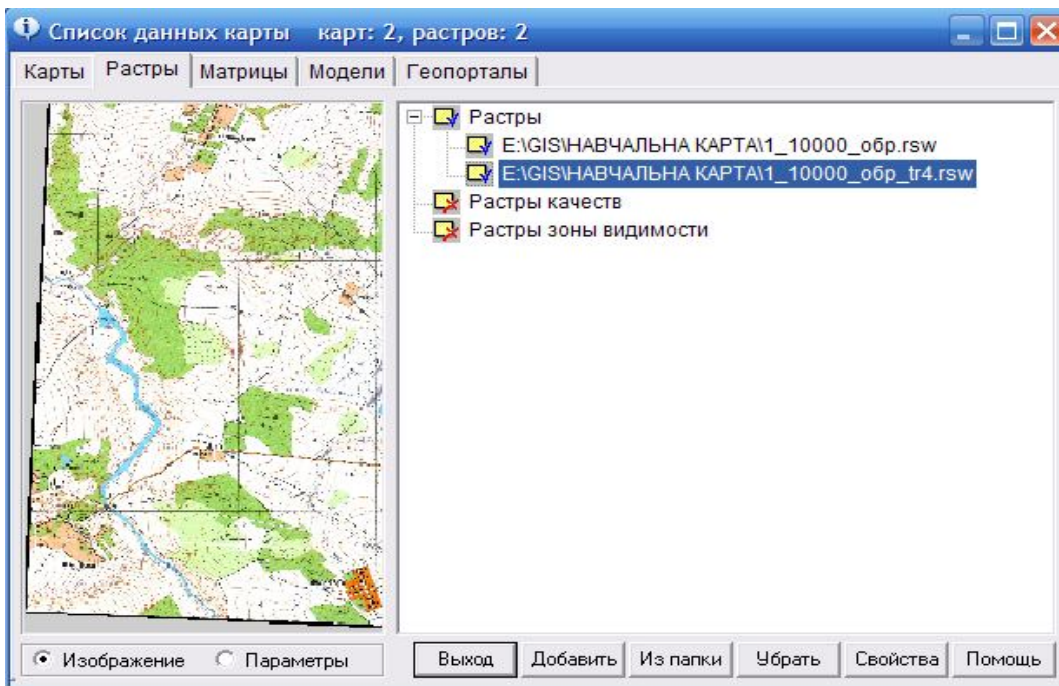 Список данных карты карт: 2, растров: 2
Карты Растры Матрицы Модели Геопорталы
Растры
E:\GIS\НАВЧАЛЬНА КАРТА\1_10000_обр.rsw
E:\GIS\НАВЧАЛЬНА КАРТА\1_10000_обр_tr4.rsw
Растры качеств
Растры зоны видимости
Изображение Параметры
Выход Добавить Из папки Убрать Свойства Помощь